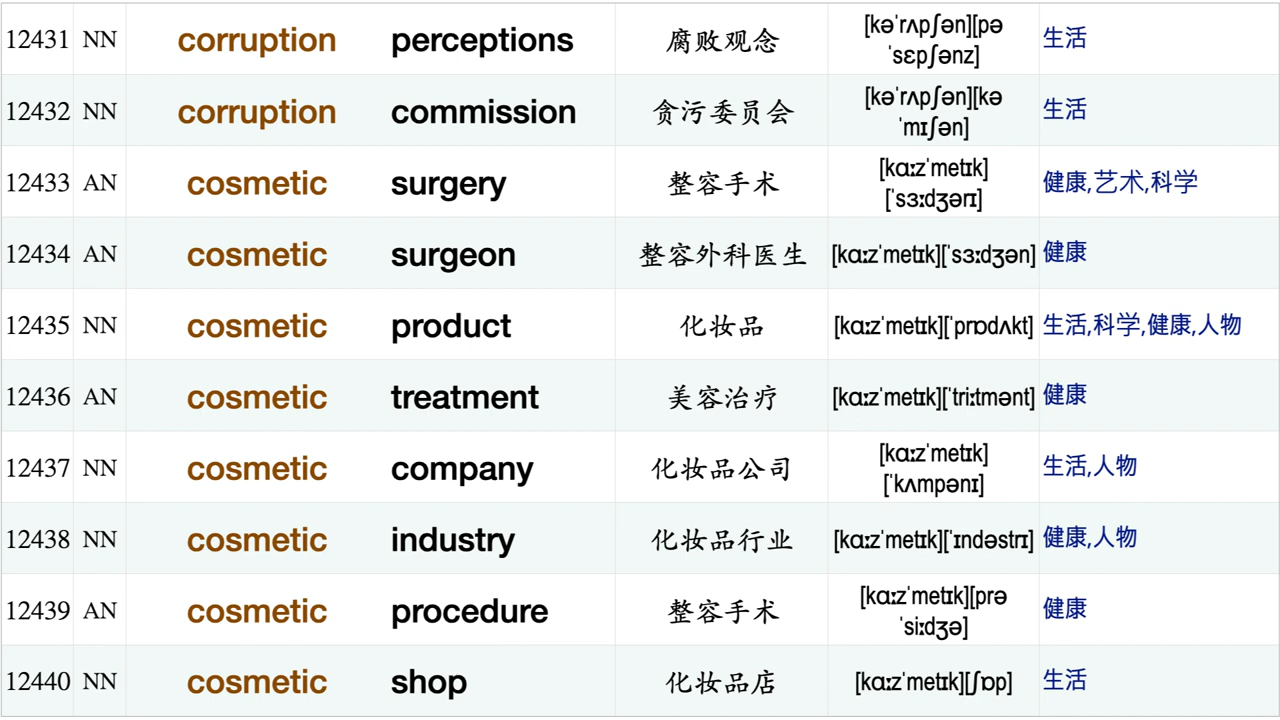 12431 NN corruption perceptions 腐败观念 [kəˈrʌpʃən][pəˈsɛpʃənz] 生活
12432 NN corruption commission 贪污委员会 [kəˈrʌpʃən][kəˈmɪʃən] 生活
12433 AN cosmetic surgery 整容手术 [kɑːzˈmetɪk][ˈsɜːdʒərɪ] 健康,艺术,科学
12434 AN cosmetic surgeon 整容外科医生 [kɑːzˈmetɪk][ˈsɜːdʒən] 健康
12435 NN cosmetic product 化妆品 [kɑːzˈmetɪk][ˈprɒdʌkt] 生活,科学,健康,人物
12436 AN cosmetic treatment 美容治疗 [kɑːzˈmetɪk][ˈtriːtmənt] 健康
12437 NN cosmetic company 化妆品公司 [kɑːzˈmetɪk][ˈkʌmpənɪ] 生活,人物
12438 NN cosmetic industry 化妆品行业 [kɑːzˈmetɪk][ˈɪndəstrɪ] 健康,人物
12439 AN cosmetic procedure 整容手术 [kɑːzˈmetɪk][prəˈsiːdʒə] 健康
12440 NN cosmetic shop 化妆品店 [kɑːzˈmetɪk][ʃɒp] 生活